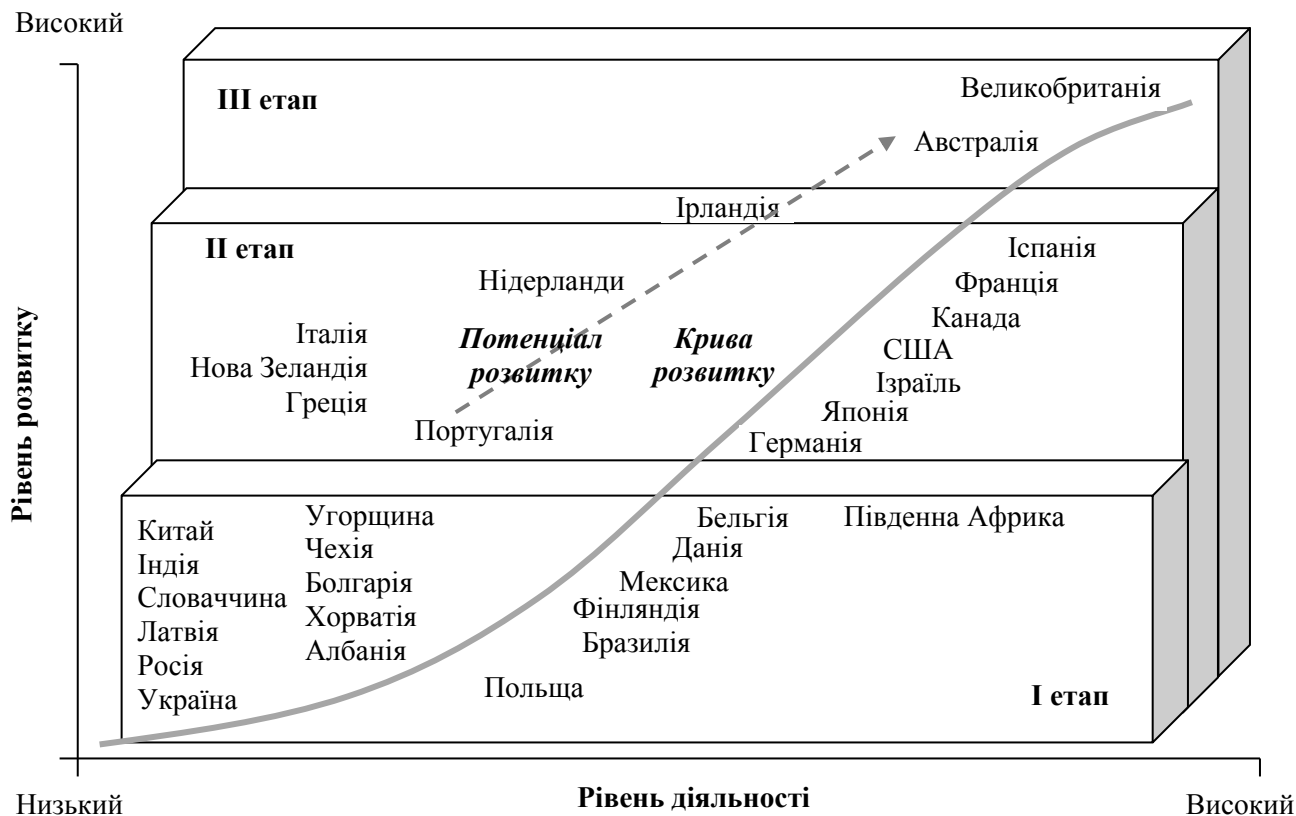 Високий
III етап
Великобританія
Австралія
Ірландія
II етап
Іспанія
Нідерланди
Франція
Канада
Італія
Нова Зеландія
Греція
Потенціал
розвитку
Крива
розвитку
США
Ізраїль
Японія
Португалія
Германія
Рівень розвитку
Китай
Індія
Словаччина
Латвія
Росія
Україна
Угорщина
Чехія
Болгарія
Хорватія
Албанія
Бельгія
Данія
Мексика
Фінляндія
Бразилія
Південна Африка
Польща
I етап
Низький
Рівень діяльності
Високий